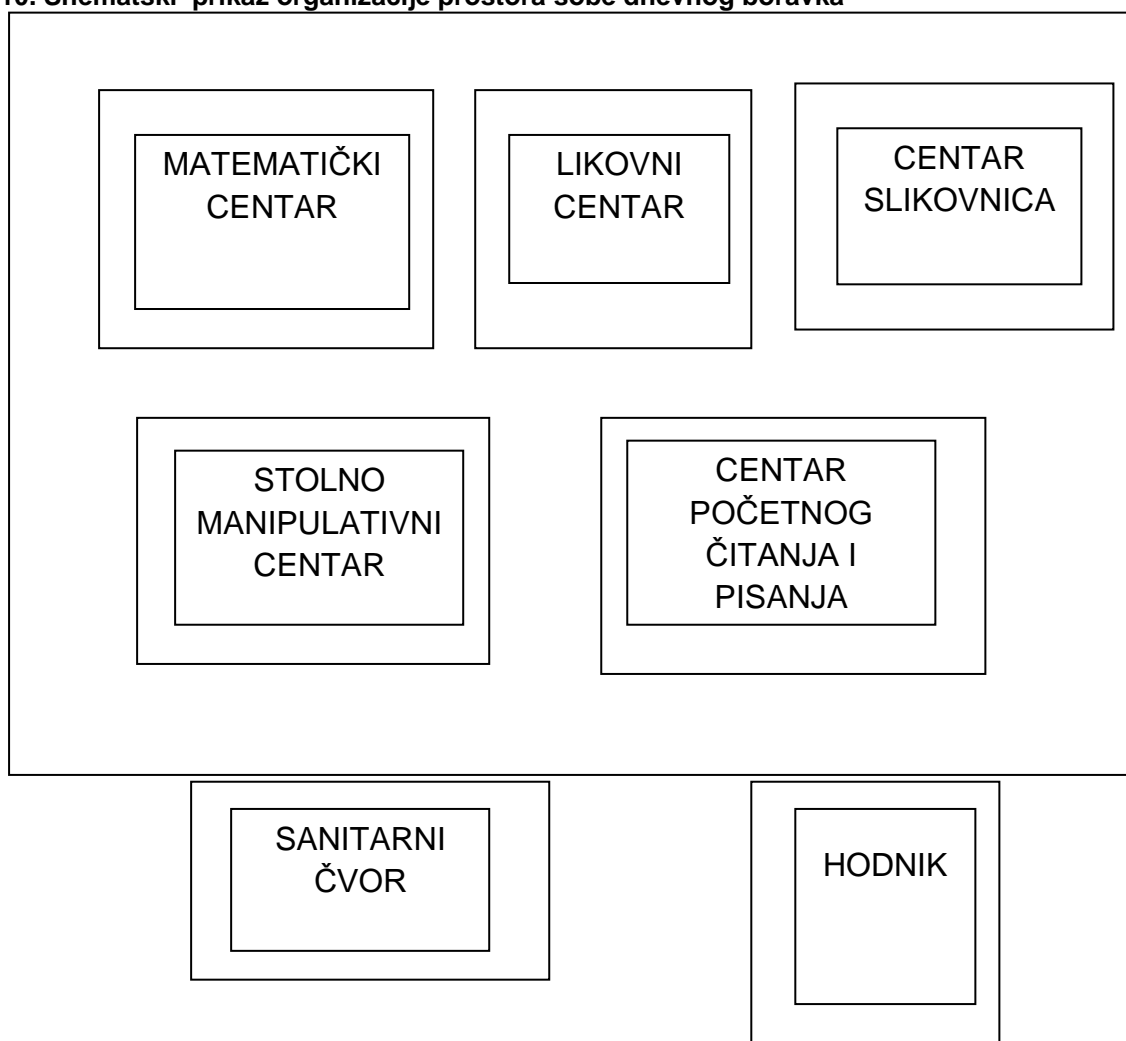 Shematski prikaz organizacije prostora sobe dnevnog boravka
MATEMATIČKI
CENTAR
LIKOVNI
CENTAR
CENTAR
SLIKOVNICA
STOLNO
MANIPULATIVNI
CENTAR
CENTAR
POČETNOG
ČITANJA I
PISANJA
SANITARNI
ČVOR
HODNIK